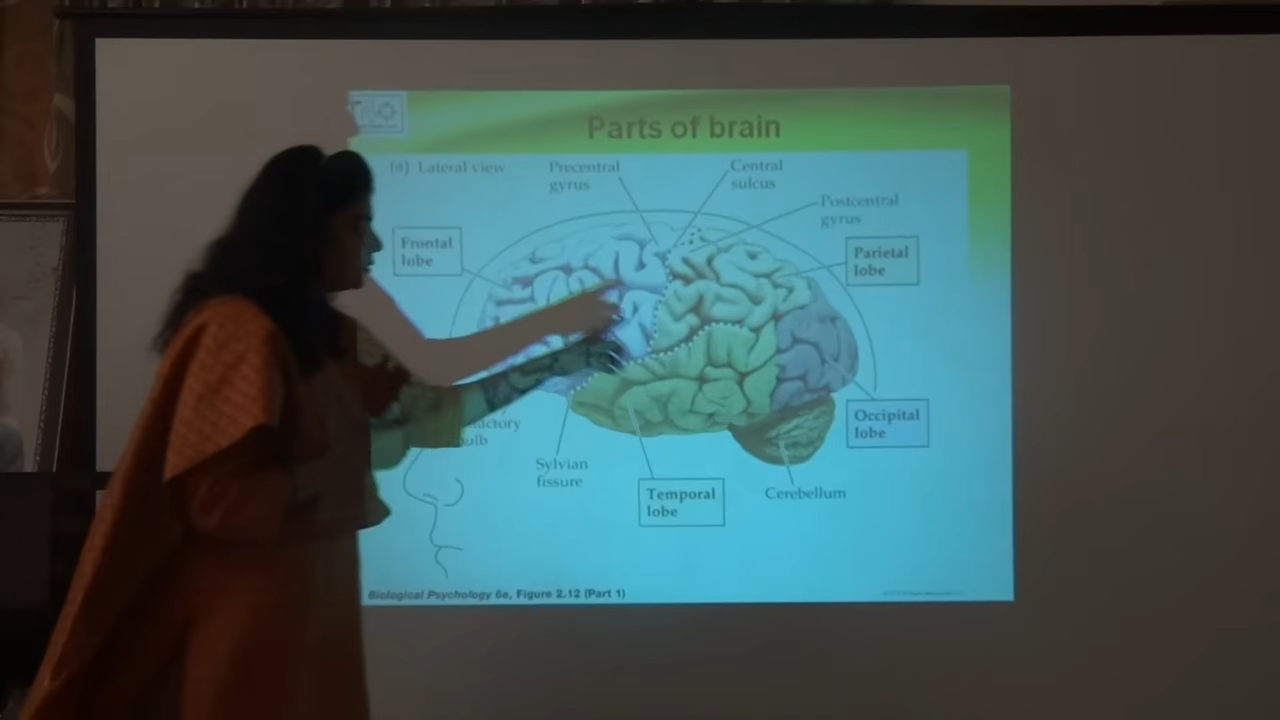 Parts of brain
(a) Lateral view
Precentral
gyrus
Central
sulcus
Postcentral
gyrus
Frontal
lobe
Parietal
lobe
Occipital
lobe
Sylvian
fissure
Temporal
lobe
Cerebellum
Biological Psychology 6e, Figure 2.12 (Part 1)